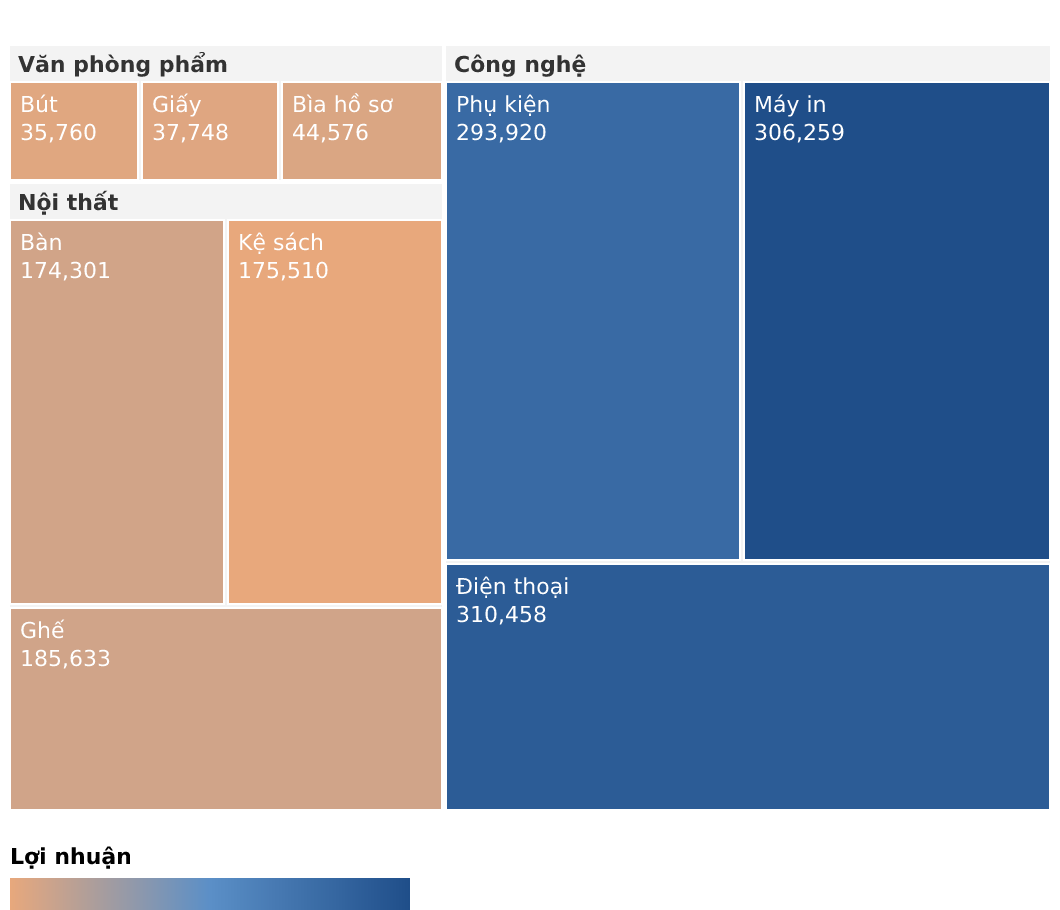 Văn phòng phẩm
Bút
35,760
Giấy
37,748
Bìa hồ sơ
44,576
Nội thất
Bàn
174,301
Kệ sách
175,510
Ghế
185,633
Công nghệ
Phụ kiện
293,920
Máy in
306,259
Điện thoại
310,458
Lợi nhuận